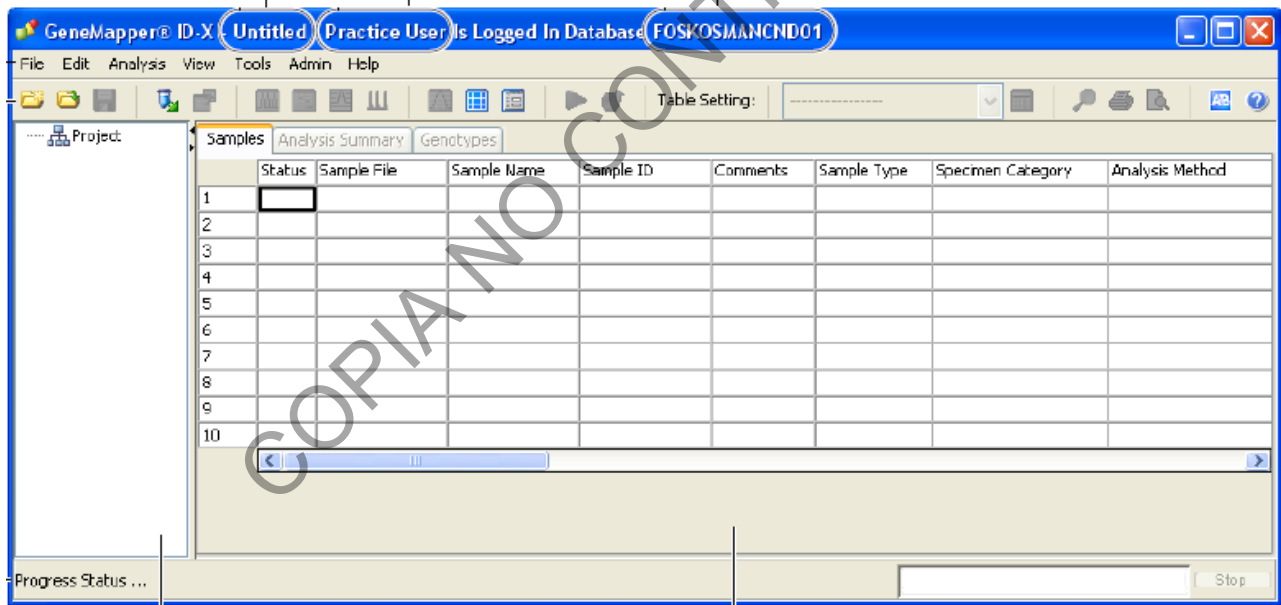 GeneMapper® ID-X - Untitled Practice User Is Logged In Database FOSKOSMANCND01
File Edit Analysis View Tools Admin Help
Table Setting: ----------------
AB
Project
Samples Analysis Summary Genotypes
Status Sample File Sample Name Sample ID Comments Sample Type Specimen Category Analysis Method
1
2
3
4
5
6
7
8
9
10
Progress Status ...
Stop
COPIA NO CONT